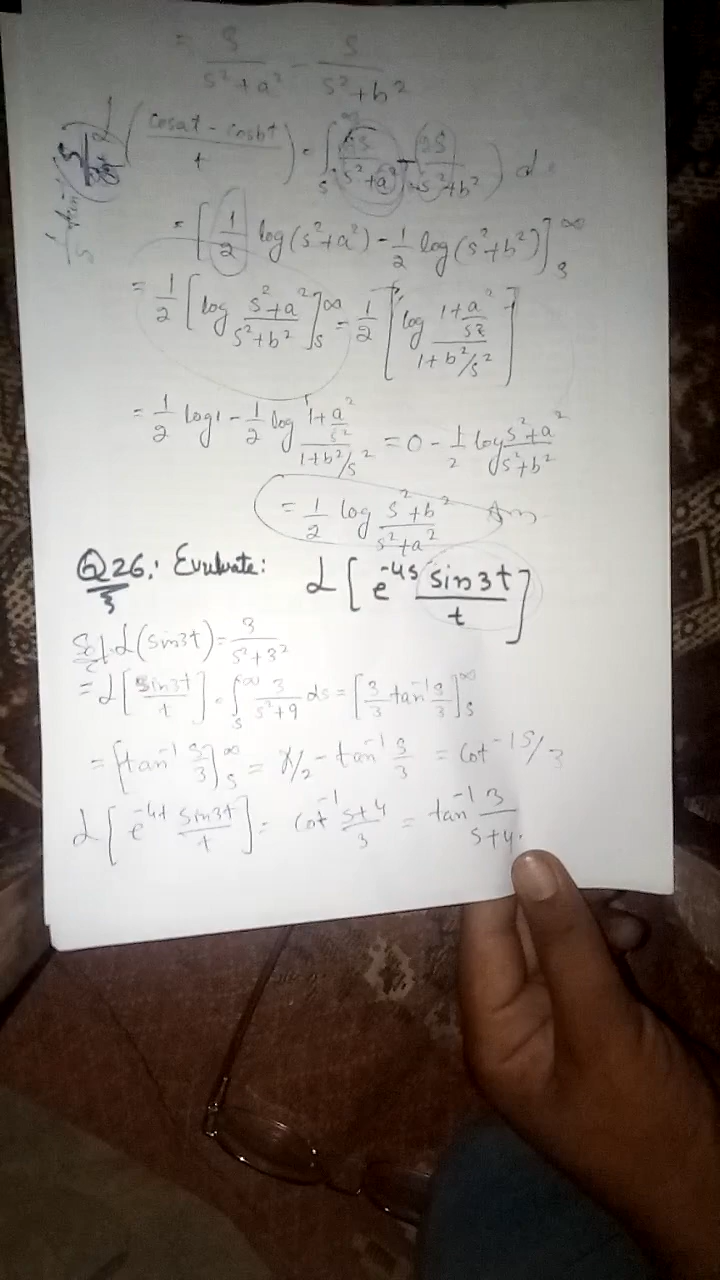 = s/(s²+a²) - s/(s²+b²)
L((cosat - cosbt)/t) = ∫ₛ^∞ (2s/(s²+a²) - 2s/(s²+b²)) d
= [1/2 log(s²+a²) - 1/2 log(s²+b²)]ₛ^∞
= 1/2 [log (s²+a²)/(s²+b²)]ₛ^∞ = 1/2 [log (1+a²/s²)/(1+b²/s²)]
= 1/2 log1 - 1/2 log (1+a²/s²)/(1+b²/s²) = 0 - 1/2 log (s²+a²)/(s²+b²)
= 1/2 log (s²+b²)/(s²+a²) Ans
Q26: Evaluate: L[e⁻⁴ˢ sin3t/t]
Sol. L(sin3t) = 3/(s²+3²)
= L[sin3t/t] = ∫ₛ^∞ 3/(s²+9) ds = [3/3 tan⁻¹ s/3]ₛ^∞
= [tan⁻¹ s/3]ₛ^∞ = π/2 - tan⁻¹ s/3 = cot⁻¹ s/3
L[e⁻⁴ᵗ sin3t/t] = cot⁻¹ (s+4)/3 = tan⁻¹ 3/(s+4).